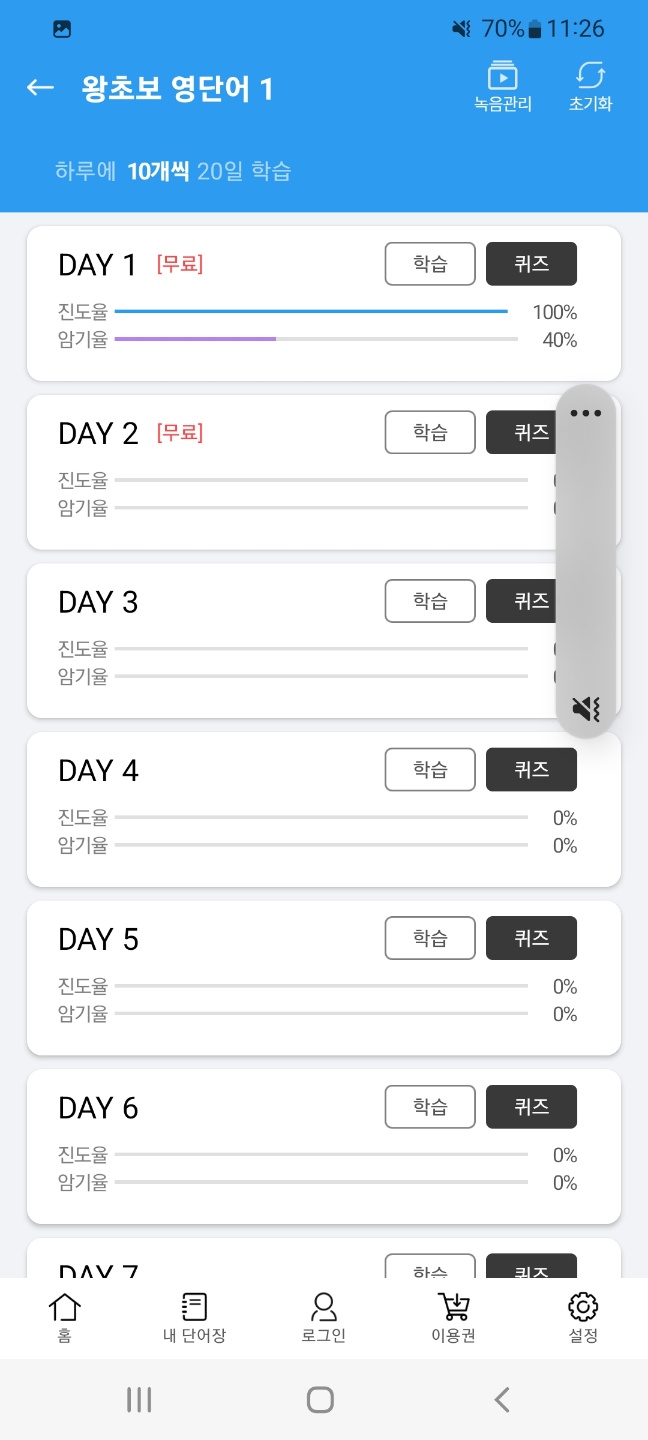 70% 11:26
왕초보 영단어 1
녹음관리 초기화
하루에 10개씩 20일 학습
DAY 1 [무료] 학습 퀴즈
진도율 100%
암기율 40%
DAY 2 [무료] 학습 퀴즈
진도율
암기율
DAY 3 학습 퀴즈
진도율
암기율
DAY 4 학습 퀴즈
진도율 0%
암기율 0%
DAY 5 학습 퀴즈
진도율 0%
암기율 0%
DAY 6 학습 퀴즈
진도율 0%
암기율 0%
DAY 7 학습 퀴즈
홈 내 단어장 로그인 이용권 설정